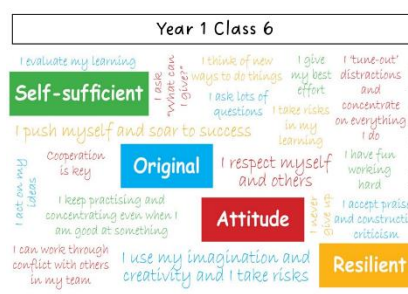 Year 1 Class 6
I evaluate my learning
I ask
"What can
I give?"
I think of new
ways to do things
I give
my best
effort
I "tune-out"
distractions
and
concentrate
on everything
I do
Self-sufficient
I ask lots of
questions
I take risks
in my
learning
I push myself and soar to success
Cooperation
is key
Original
I respect myself
and others
I have fun
working
hard
I act on my
ideas
I keep practising and
concentrating even when I
am good at something
Attitude
I never
give up
I accept praise
and constructi
criticism
I can work through
conflict with others
in my team
I use my imagination and
creativity and I take risks
Resilient